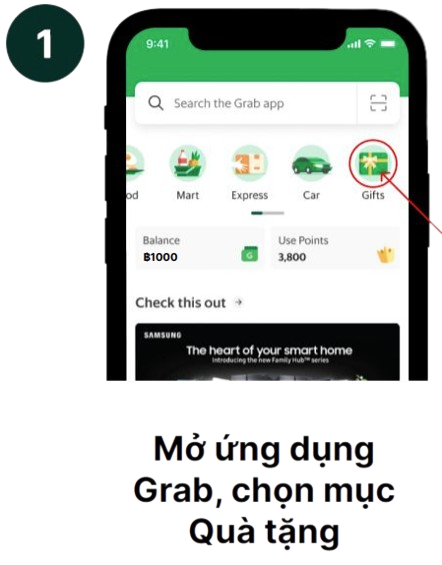 1
9:41
Search the Grab app
od
Mart
Express
Car
Gifts
Balance
฿1000
G
Use Points
3,800
Check this out
SAMSUNG
The heart of your smart home
Introducing the new Family Hub™ series
Mở ứng dụng
Grab, chọn mục
Quà tặng